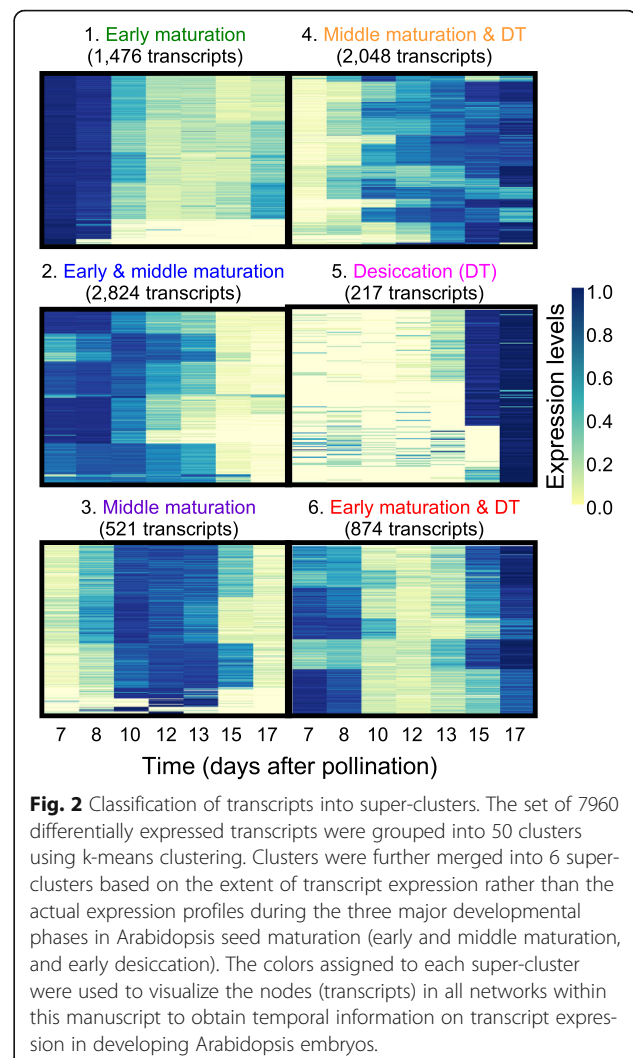 1. Early maturation
(1,476 transcripts)
4. Middle maturation & DT
(2,048 transcripts)
2. Early & middle maturation
(2,824 transcripts)
5. Desiccation (DT)
(217 transcripts)
Expression levels
1.0
0.8
0.6
0.4
0.2
0.0
3. Middle maturation
(521 transcripts)
6. Early maturation & DT
(874 transcripts)
7 8 10 12 13 15 17 7 8 10 12 13 15 17
Time (days after pollination)
Fig. 2 Classification of transcripts into super-clusters. The set of 7960
differentially expressed transcripts were grouped into 50 clusters
using k-means clustering. Clusters were further merged into 6 super-
clusters based on the extent of transcript expression rather than the
actual expression profiles during the three major developmental
phases in Arabidopsis seed maturation (early and middle maturation,
and early desiccation). The colors assigned to each super-cluster
were used to visualize the nodes (transcripts) in all networks within
this manuscript to obtain temporal information on transcript expres-
sion in developing Arabidopsis embryos.